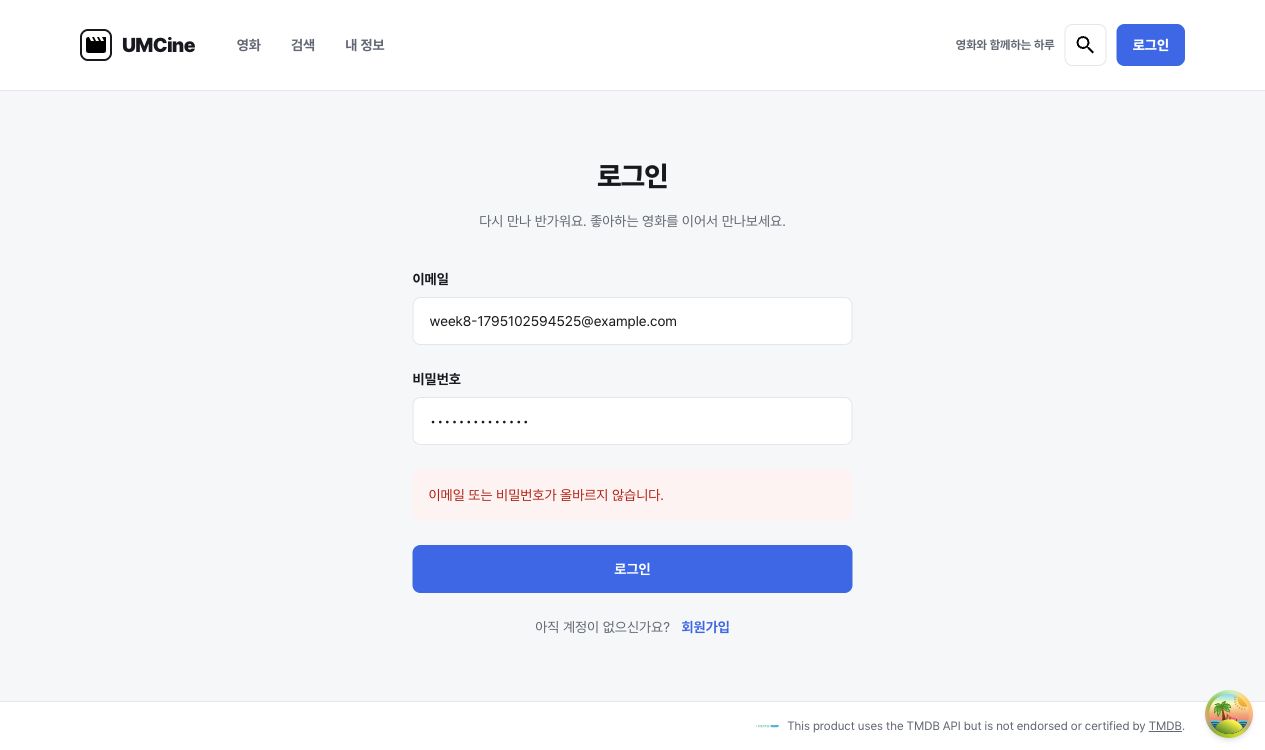 UMCine
영화
검색
내 정보
영화와 함께하는 하루
로그인
로그인
다시 만나 반가워요. 좋아하는 영화를 이어서 만나보세요.
이메일
week8-1795102594525@example.com
비밀번호
이메일 또는 비밀번호가 올바르지 않습니다.
로그인
아직 계정이 없으신가요? 회원가입
This product uses the TMDB API but is not endorsed or certified by TMDB.